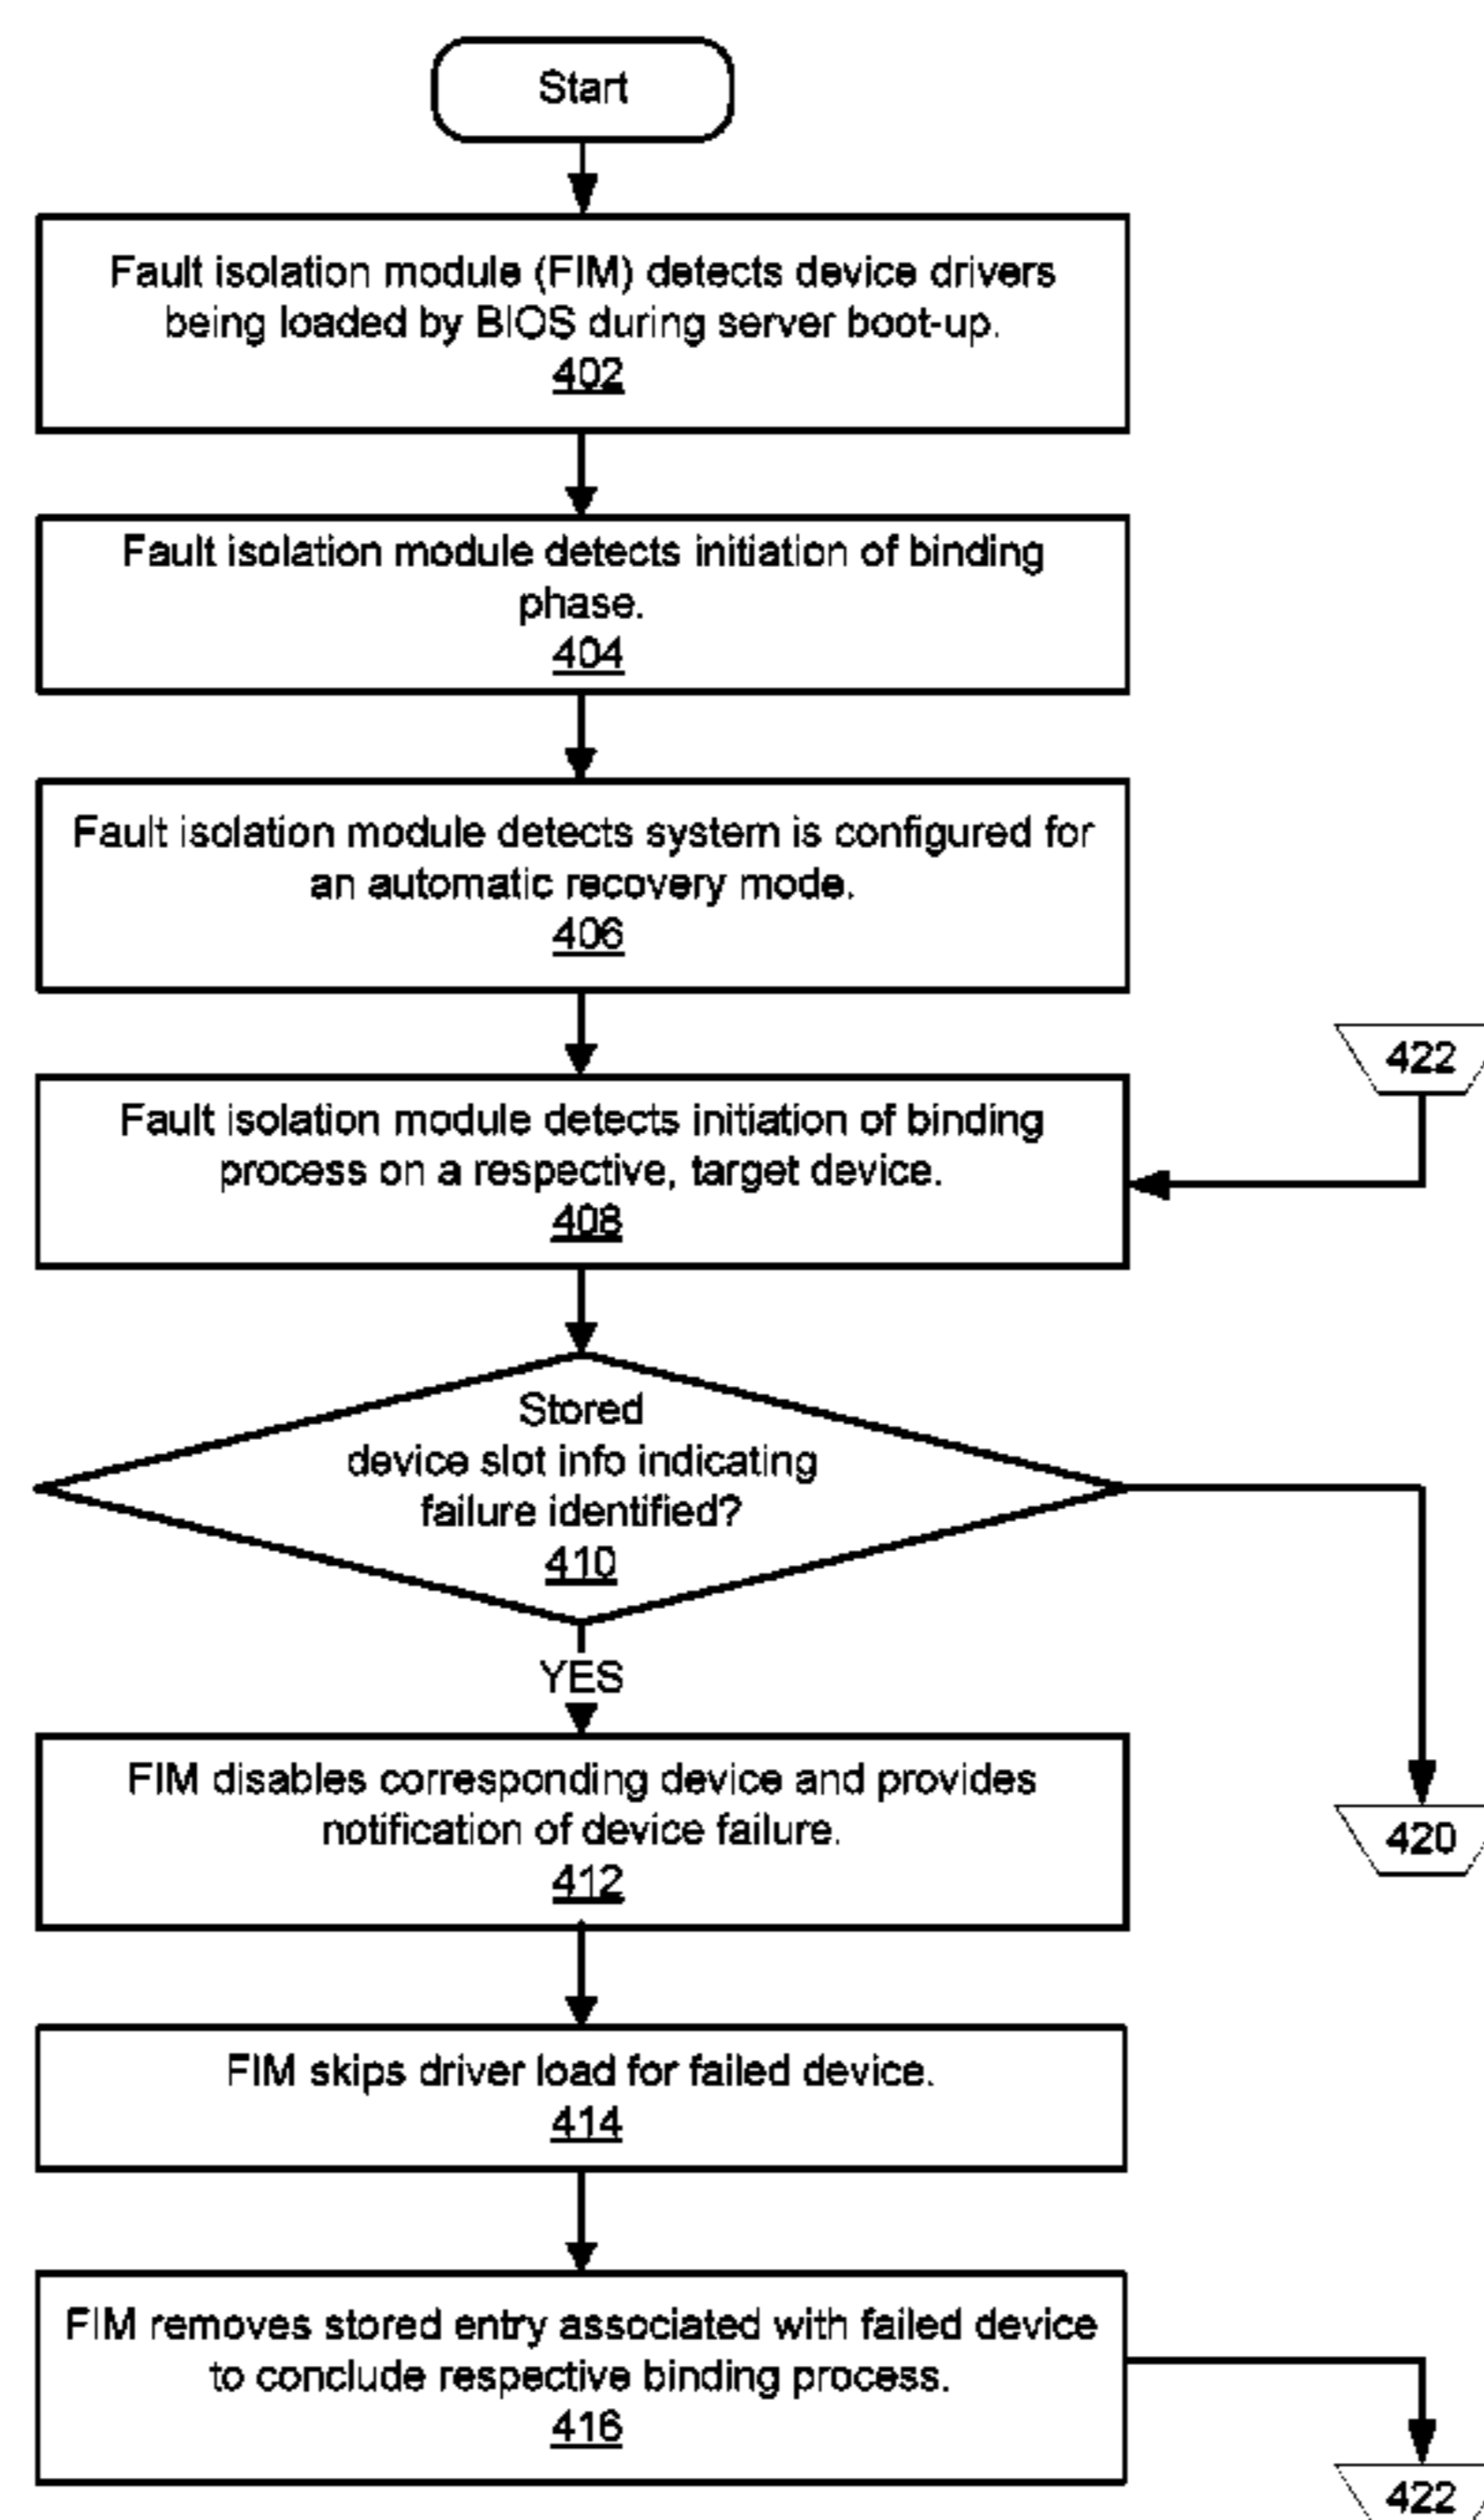 Start
Fault isolation module (FIM) detects device drivers
being loaded by BIOS during server boot-up.
402
Fault isolation module detects initiation of binding
phase.
404
Fault isolation module detects system is configured for
an automatic recovery mode.
406
422
Fault isolation module detects initiation of binding
process on a respective, target device.
408
Stored
device slot info indicating
failure identified?
410
YES
FIM disables corresponding device and provides
notification of device failure.
412
420
FIM skips driver load for failed device.
414
FIM removes stored entry associated with failed device
to conclude respective binding process.
416
422